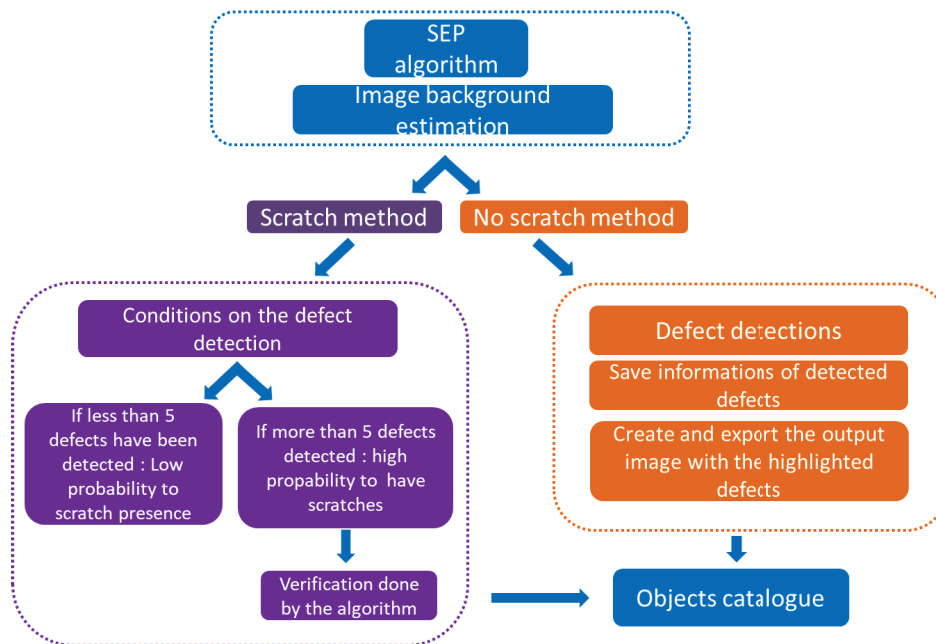 SEP
algorithm
Image background
estimation
Scratch method
No scratch method
Conditions on the defect
detection
If less than 5
defects have been
detected : Low
probability to
scratch presence
If more than 5 defects
detected : high
propability to have
scratches
Verification done
by the algorithm
Defect detections
Save informations of detected
defects
Create and export the output
image with the highlighted
defects
Objects catalogue